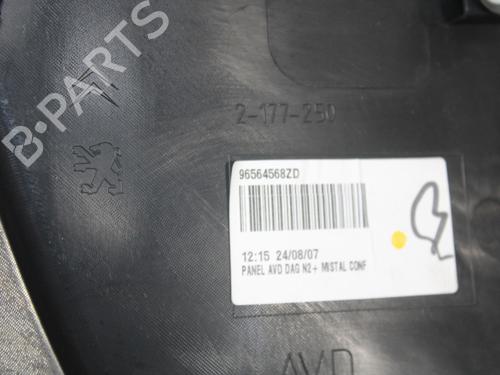 B-PARTS
2-177-250
96564568ZD
12:15 24/08/07
PANEL AVD DAG N2+ MISTAL CONF
AVD